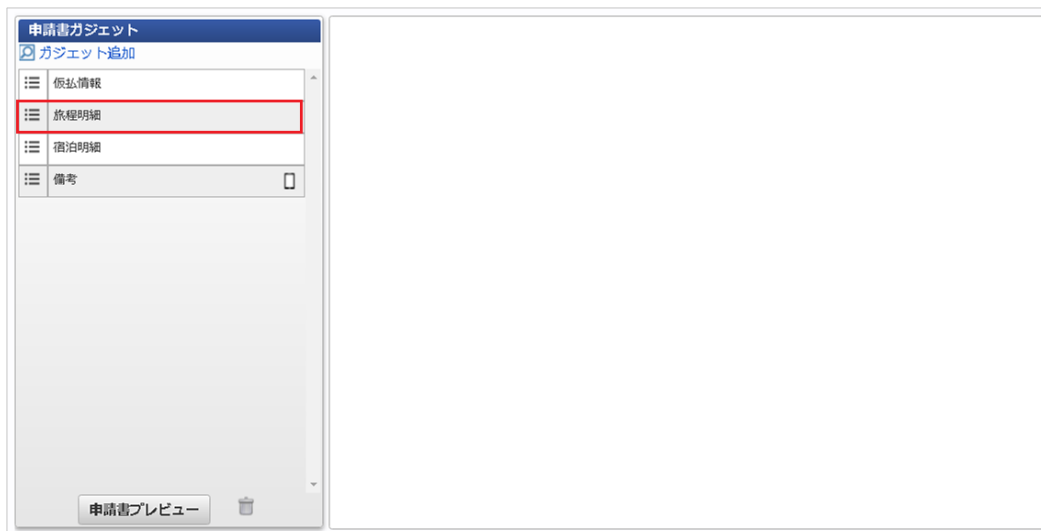 申請書ガジェット
ガジェット追加
仮払情報
旅程明細
宿泊明細
備考
申請書プレビュー